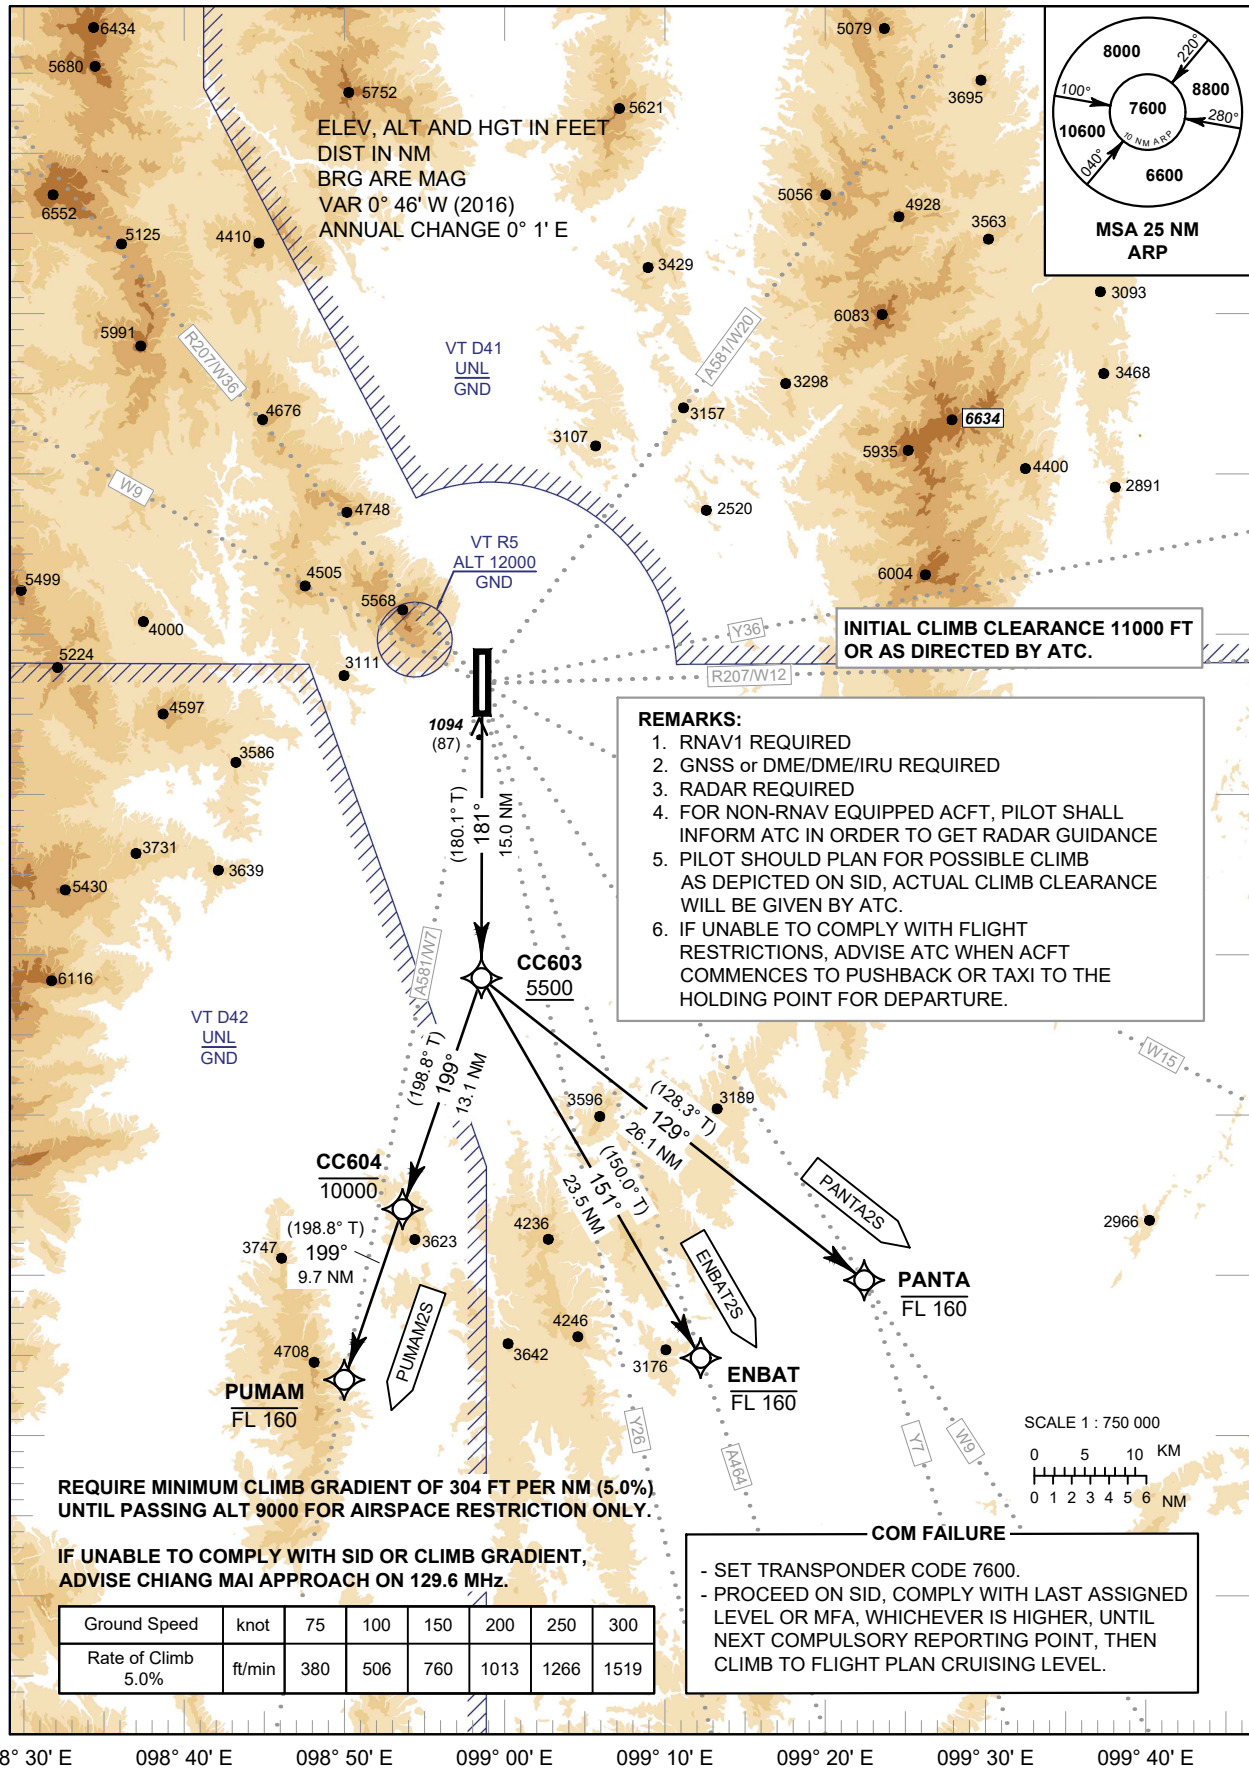 6434
5680
5752
5621
5079
3695
8000
220°
100°
7600
8800
280°
10600
10 NM ARP
040°
6600
MSA 25 NM
ARP
ELEV, ALT AND HGT IN FEET
DIST IN NM
BRG ARE MAG
VAR 0° 46' W (2016)
ANNUAL CHANGE 0° 1' E
6552
5125
4410
5056
4928
3563
3429
3093
5991
6083
R207/W36
VT D41
UNL
GND
A581/W20
3298
3468
4676
3157
6634
3107
5935
4400
W9
2891
4748
2520
VT R5
ALT 12000
GND
5499
4505
5568
6004
4000
Y36
INITIAL CLIMB CLEARANCE 11000 FT
OR AS DIRECTED BY ATC.
5224
3111
R207/W12
4597
1094
(87)
3586
REMARKS:
1. RNAV1 REQUIRED
2. GNSS or DME/DME/IRU REQUIRED
3. RADAR REQUIRED
4. FOR NON-RNAV EQUIPPED ACFT, PILOT SHALL
INFORM ATC IN ORDER TO GET RADAR GUIDANCE
5. PILOT SHOULD PLAN FOR POSSIBLE CLIMB
AS DEPICTED ON SID, ACTUAL CLIMB CLEARANCE
WILL BE GIVEN BY ATC.
6. IF UNABLE TO COMPLY WITH FLIGHT
RESTRICTIONS, ADVISE ATC WHEN ACFT
COMMENCES TO PUSHBACK OR TAXI TO THE
HOLDING POINT FOR DEPARTURE.
(180.1° T)
181°
15.0 NM
3731
3639
5430
A581/W7
CC603
5500
6116
VT D42
UNL
GND
W15
(198.8° T)
199°
13.1 NM
3596
3189
(128.3° T)
129°
26.1 NM
(150.0° T)
151°
23.5 NM
CC604
10000
PANTA2S
(198.8° T)
199°
9.7 NM
3747
3623
4236
2966
ENBAT2S
PANTA
FL 160
PUMAM2S
4246
3642
3176
4708
ENBAT
FL 160
PUMAM
FL 160
Y26
A464
Y7
W9
SCALE 1 : 750 000
0 5 10 KM
0 1 2 3 4 5 6 NM
REQUIRE MINIMUM CLIMB GRADIENT OF 304 FT PER NM (5.0%)
UNTIL PASSING ALT 9000 FOR AIRSPACE RESTRICTION ONLY.
IF UNABLE TO COMPLY WITH SID OR CLIMB GRADIENT,
ADVISE CHIANG MAI APPROACH ON 129.6 MHz.
Ground Speed knot 75 100 150 200 250 300
Rate of Climb
5.0% ft/min 380 506 760 1013 1266 1519
COM FAILURE
- SET TRANSPONDER CODE 7600.
- PROCEED ON SID, COMPLY WITH LAST ASSIGNED
LEVEL OR MFA, WHICHEVER IS HIGHER, UNTIL
NEXT COMPULSORY REPORTING POINT, THEN
CLIMB TO FLIGHT PLAN CRUISING LEVEL.
8° 30' E 098° 40' E 098° 50' E 099° 00' E 099° 10' E 099° 20' E 099° 30' E 099° 40' E